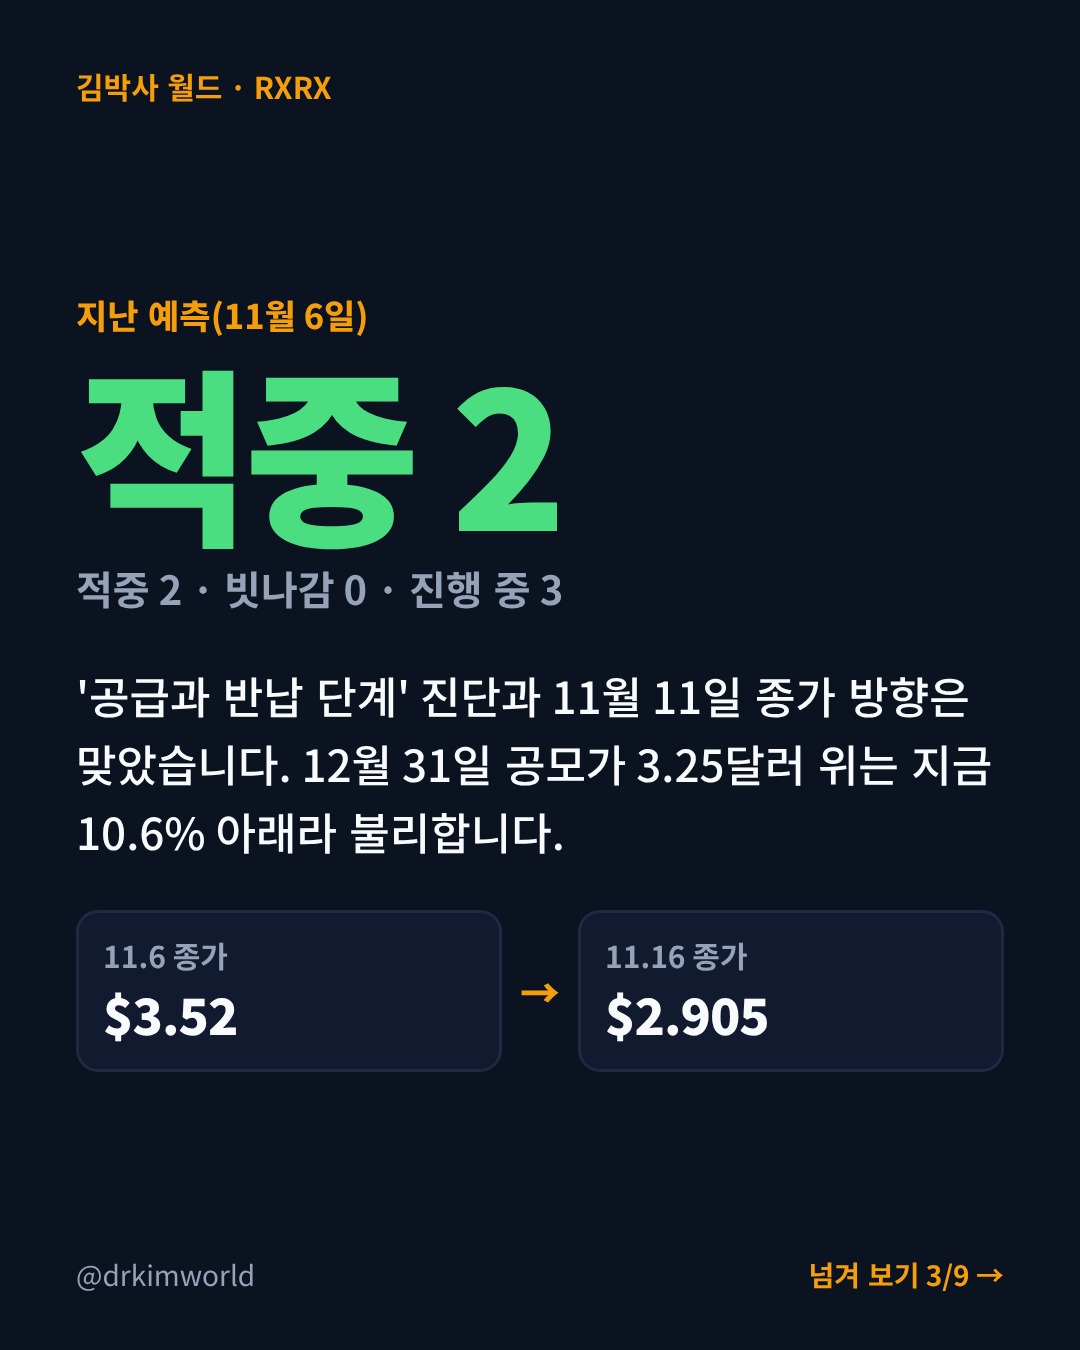 김박사 월드 · RXRX
지난 예측(11월 6일)
적중 2
적중 2 · 빗나감 0 · 진행 중 3
'공급과 반납 단계' 진단과 11월 11일 종가 방향은
맞았습니다. 12월 31일 공모가 3.25달러 위는 지금
10.6% 아래라 불리합니다.
11.6 종가
$3.52
→
11.16 종가
$2.905
@drkimworld
넘겨 보기 3/9 →